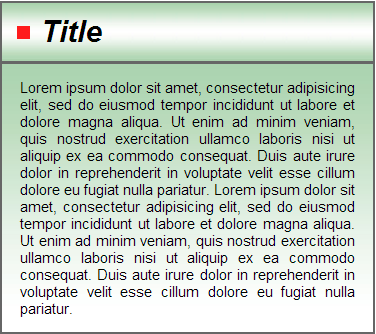 Title
Lorem ipsum dolor sit amet, consectetur adipisicing
elit, sed do eiusmod tempor incididunt ut labore et
dolore magna aliqua. Ut enim ad minim veniam,
quis nostrud exercitation ullamco laboris nisi ut
aliquip ex ea commodo consequat. Duis aute irure
dolor in reprehenderit in voluptate velit esse cillum
dolore eu fugiat nulla pariatur. Lorem ipsum dolor sit
amet, consectetur adipisicing elit, sed do eiusmod
tempor incididunt ut labore et dolore magna aliqua.
Ut enim ad minim veniam, quis nostrud exercitation
ullamco laboris nisi ut aliquip ex ea commodo
consequat. Duis aute irure dolor in reprehenderit in
voluptate velit esse cillum dolore eu fugiat nulla
pariatur.